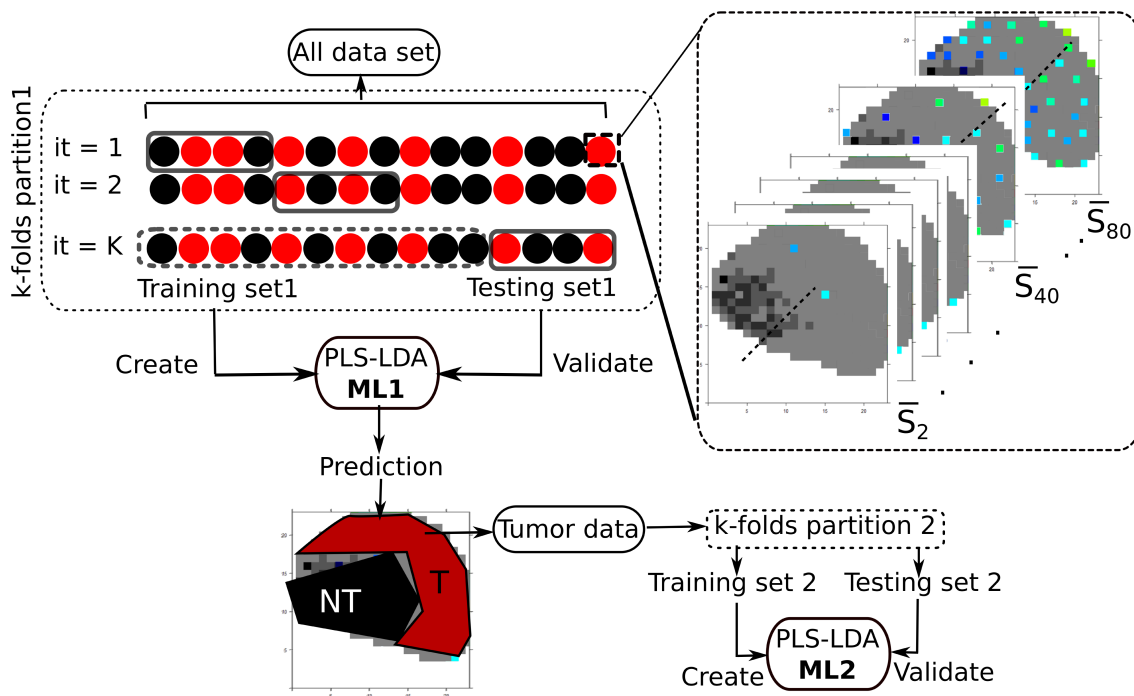 All data set
k-folds partition1
it = 1
it = 2
it = K
Training set1
Testing set1
Create
Validate
PLS-LDA
ML1
Prediction
S̅80
S̅40
S̅2
NT
T
Tumor data
k-folds partition 2
Training set 2
Testing set 2
PLS-LDA
ML2
Create
Validate